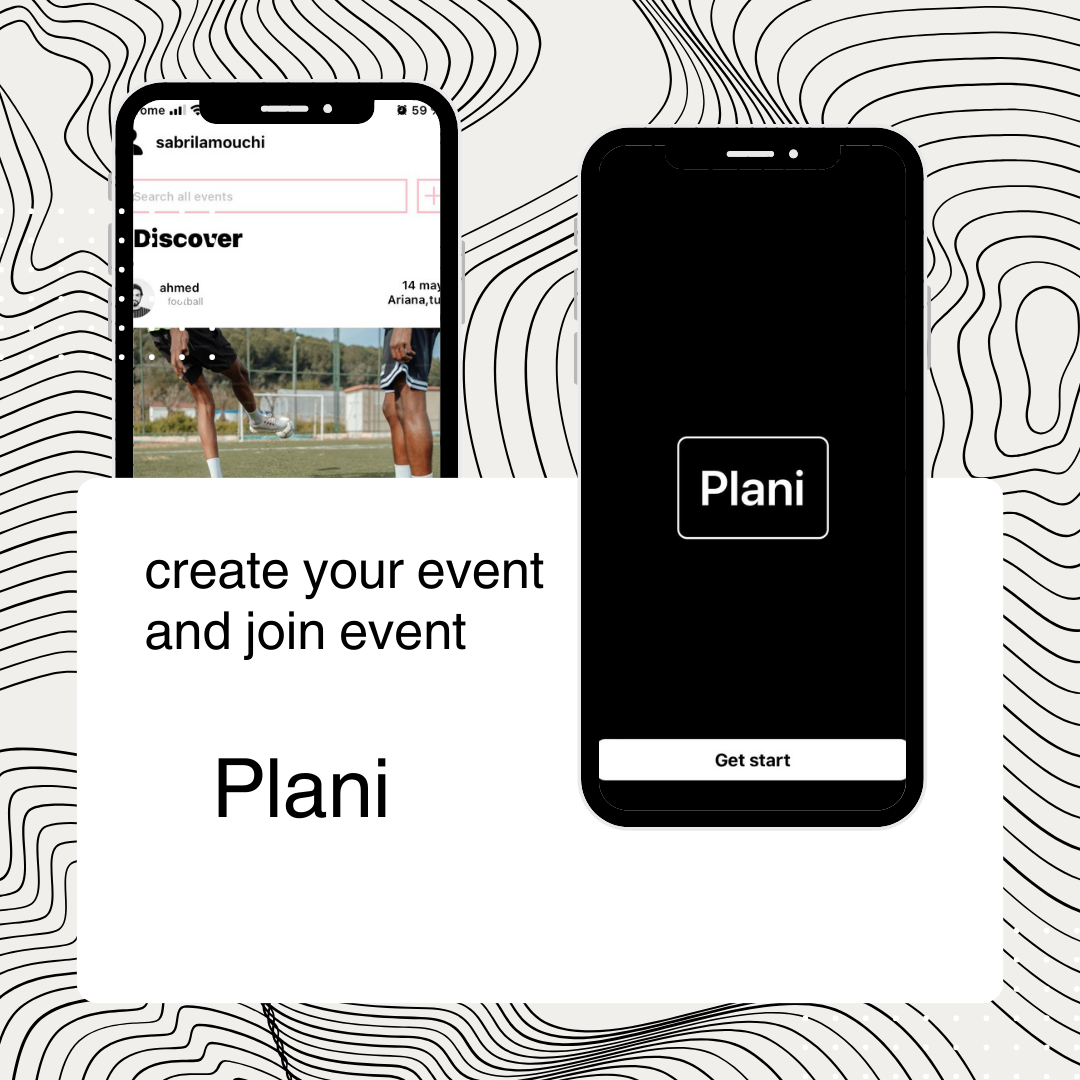 59
sabrilamouchi
Search all events
Discover
ahmed
football
14 may
Ariana,tu
create your event
and join event
Plani
Plani
Get start